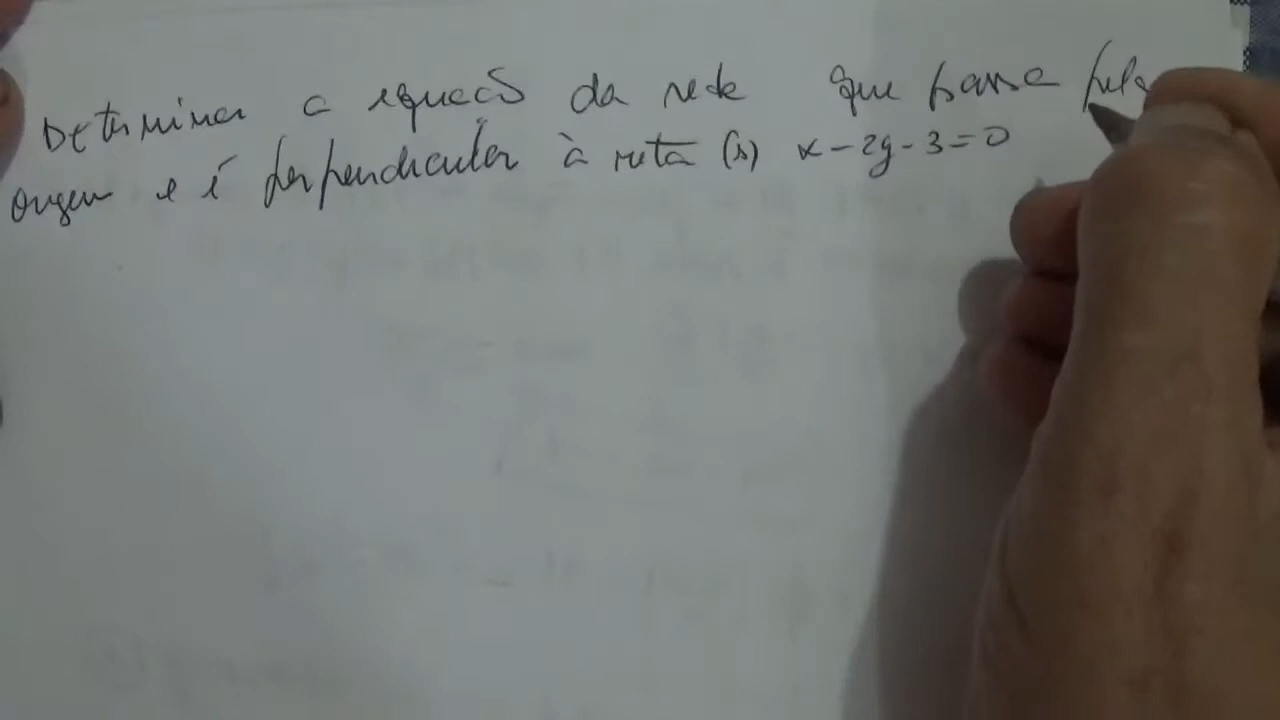 Determinar a equação da reta que passa pela
origem e é perpendicular à reta (s) x - 2y - 3 = 0